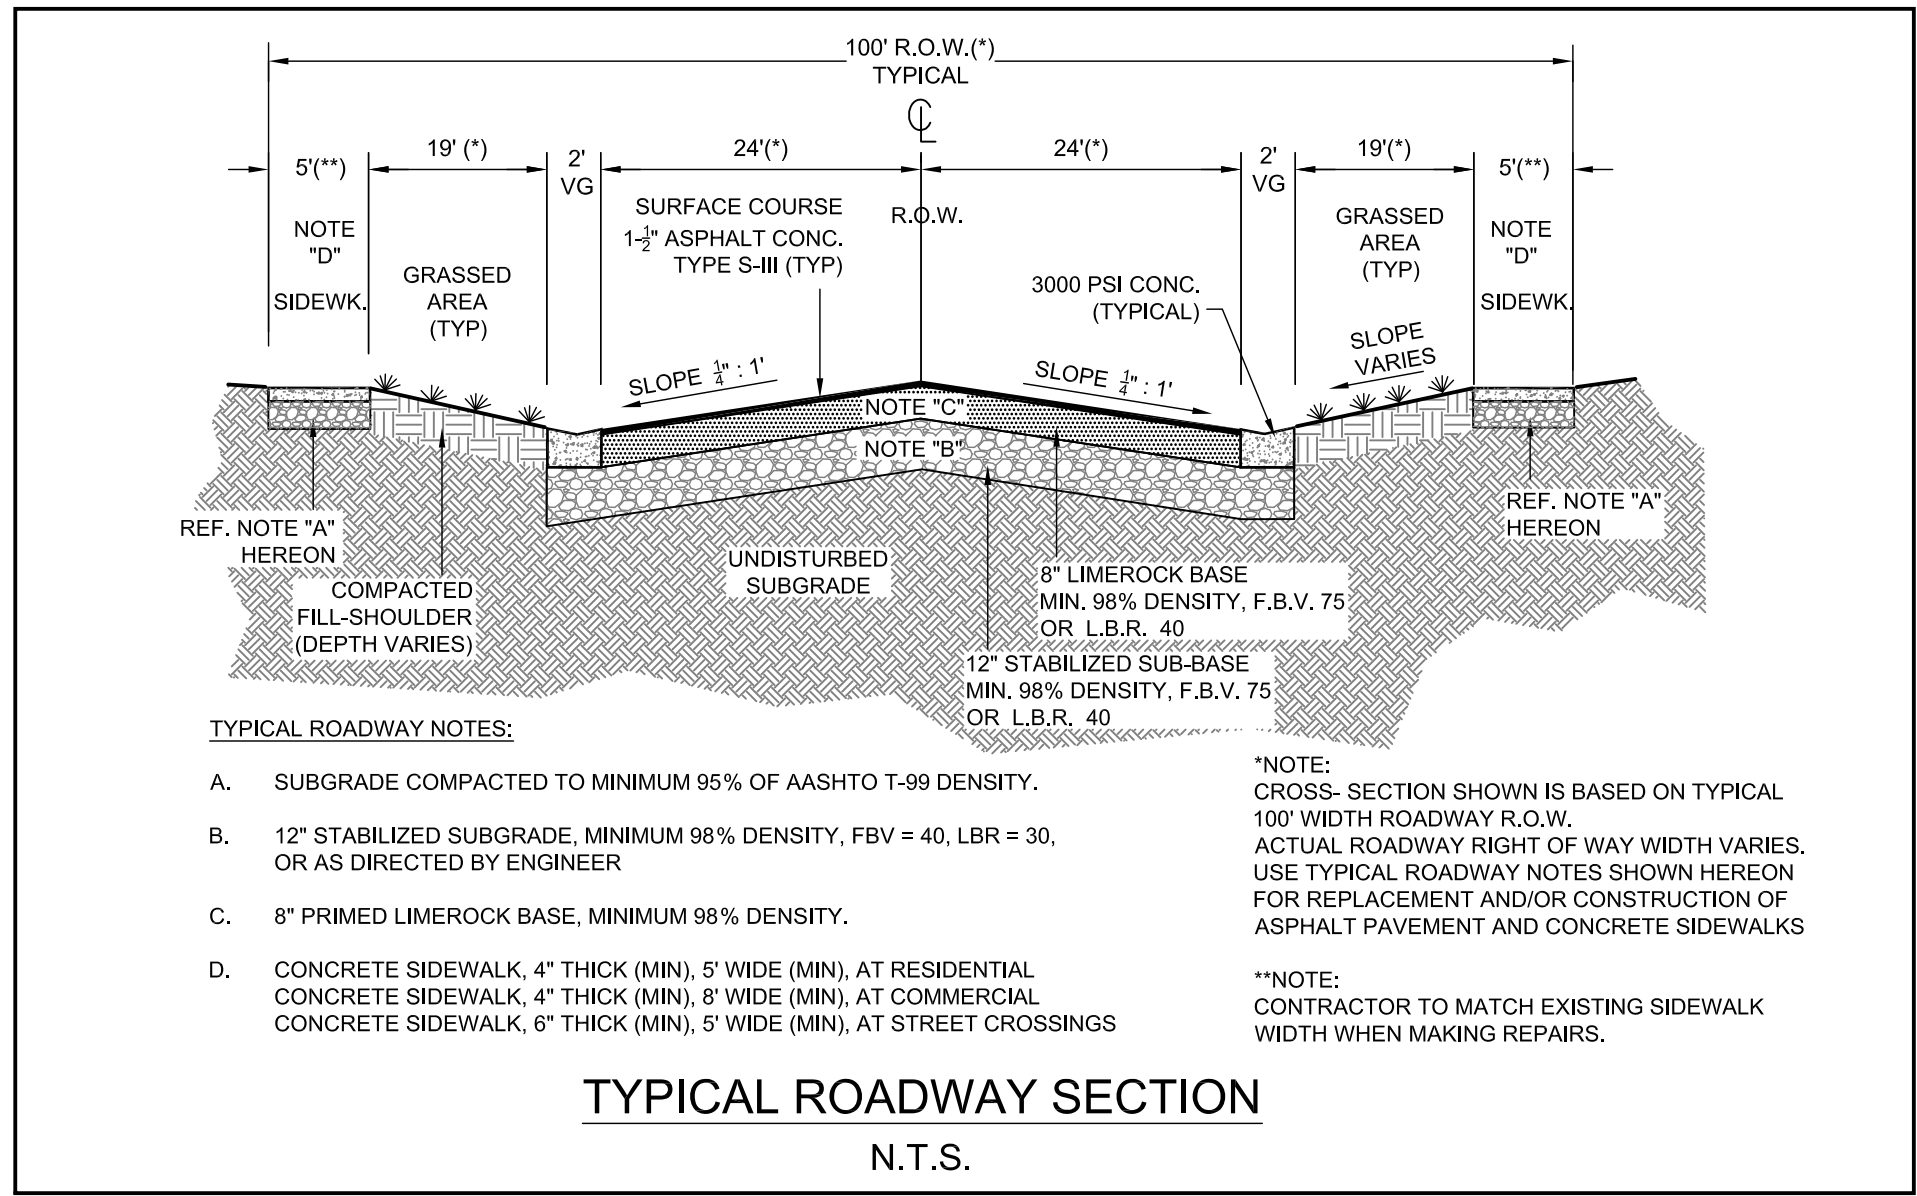 100' R.O.W.(*)
TYPICAL
CL
5'(**)
19' (*)
2'
VG
24'(*)
24'(*)
2'
VG
19'(*)
5'(**)
NOTE
"D"
SIDEWK.
GRASSED
AREA
(TYP)
SURFACE COURSE
1-1/2" ASPHALT CONC.
TYPE S-III (TYP)
R.O.W.
3000 PSI CONC.
(TYPICAL)
GRASSED
AREA
(TYP)
NOTE
"D"
SIDEWK.
SLOPE
VARIES
SLOPE 1/4" : 1'
SLOPE 1/4" : 1'
NOTE "C"
NOTE "B"
REF. NOTE "A"
HEREON
COMPACTED
FILL-SHOULDER
(DEPTH VARIES)
UNDISTURBED
SUBGRADE
8" LIMEROCK BASE
MIN. 98% DENSITY, F.B.V. 75
OR L.B.R. 40
12" STABILIZED SUB-BASE
MIN. 98% DENSITY, F.B.V. 75
OR L.B.R. 40
REF. NOTE "A"
HEREON
TYPICAL ROADWAY NOTES:
A. SUBGRADE COMPACTED TO MINIMUM 95% OF AASHTO T-99 DENSITY.
B. 12" STABILIZED SUBGRADE, MINIMUM 98% DENSITY, FBV = 40, LBR = 30,
OR AS DIRECTED BY ENGINEER
C. 8" PRIMED LIMEROCK BASE, MINIMUM 98% DENSITY.
D. CONCRETE SIDEWALK, 4" THICK (MIN), 5' WIDE (MIN), AT RESIDENTIAL
CONCRETE SIDEWALK, 4" THICK (MIN), 8' WIDE (MIN), AT COMMERCIAL
CONCRETE SIDEWALK, 6" THICK (MIN), 5' WIDE (MIN), AT STREET CROSSINGS
*NOTE:
CROSS- SECTION SHOWN IS BASED ON TYPICAL
100' WIDTH ROADWAY R.O.W.
ACTUAL ROADWAY RIGHT OF WAY WIDTH VARIES.
USE TYPICAL ROADWAY NOTES SHOWN HEREON
FOR REPLACEMENT AND/OR CONSTRUCTION OF
ASPHALT PAVEMENT AND CONCRETE SIDEWALKS
**NOTE:
CONTRACTOR TO MATCH EXISTING SIDEWALK
WIDTH WHEN MAKING REPAIRS.
TYPICAL ROADWAY SECTION
N.T.S.